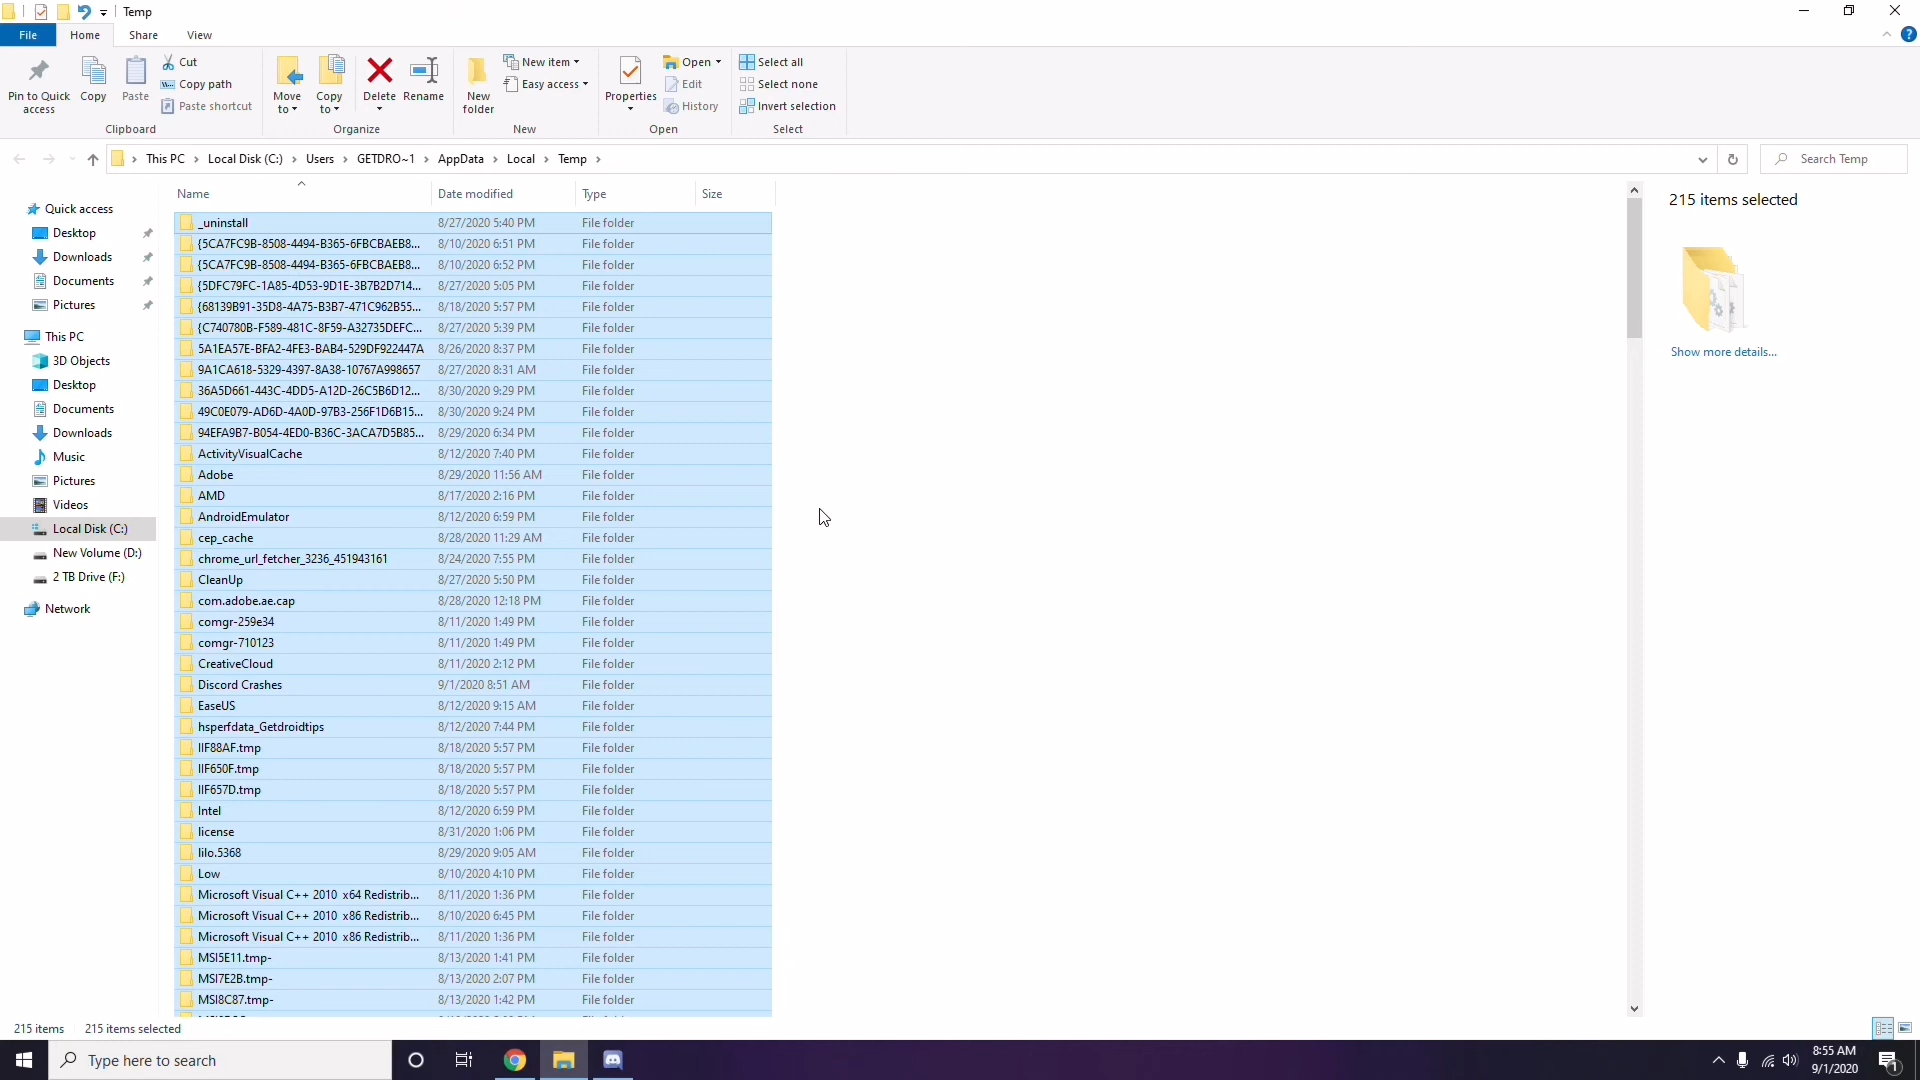 Temp
File Home Share View
Pin to Quick access
Copy
Paste
Cut
Copy path
Paste shortcut
Clipboard
Move to
Copy to
Delete
Rename
Organize
New folder
New item
Easy access
New
Properties
Open
Edit
History
Open
Select all
Select none
Invert selection
Select
This PC > Local Disk (C:) > Users > GETDRO~1 > AppData > Local > Temp >
Search Temp
Quick access
Desktop
Downloads
Documents
Pictures
This PC
3D Objects
Desktop
Documents
Downloads
Music
Pictures
Videos
Local Disk (C:)
New Volume (D:)
2 TB Drive (F:)
Network
Name Date modified Type Size
_uninstall 8/27/2020 5:40 PM File folder
{5CA7FC9B-8508-4494-B365-6FBCBAEB8... 8/10/2020 6:51 PM File folder
{5CA7FC9B-8508-4494-B365-6FBCBAEB8... 8/10/2020 6:52 PM File folder
{5DFC79FC-1A85-4D53-9D1E-3B7B2D714... 8/27/2020 5:05 PM File folder
{68139B91-35D8-4A75-B3B7-471C962B55... 8/18/2020 5:57 PM File folder
{C740780B-F589-481C-8F59-A32735DEFC... 8/27/2020 5:39 PM File folder
5A1EA57E-BFA2-4FE3-BAB4-529DF922447A 8/26/2020 8:37 PM File folder
9A1CA618-5329-4397-8A38-10767A998657 8/27/2020 8:31 AM File folder
36A5D661-443C-4DD5-A12D-26C5B6D12... 8/30/2020 9:29 PM File folder
49C0E079-AD6D-4A0D-97B3-256F1D6B15... 8/30/2020 9:24 PM File folder
94EFA9B7-B054-4ED0-B36C-3ACA7D5B85... 8/29/2020 6:34 PM File folder
ActivityVisualCache 8/12/2020 7:40 PM File folder
Adobe 8/29/2020 11:56 AM File folder
AMD 8/17/2020 2:16 PM File folder
AndroidEmulator 8/12/2020 6:59 PM File folder
cep_cache 8/28/2020 11:29 AM File folder
chrome_url_fetcher_3236_451943161 8/24/2020 7:55 PM File folder
CleanUp 8/27/2020 5:50 PM File folder
com.adobe.ae.cap 8/28/2020 12:18 PM File folder
comgr-259e34 8/11/2020 1:49 PM File folder
comgr-710123 8/11/2020 1:49 PM File folder
CreativeCloud 8/11/2020 2:12 PM File folder
Discord Crashes 9/1/2020 8:51 AM File folder
EaseUS 8/12/2020 9:15 AM File folder
hsperfdata_Getdroidtips 8/12/2020 7:44 PM File folder
IIF88AF.tmp 8/18/2020 5:57 PM File folder
IIF650F.tmp 8/18/2020 5:57 PM File folder
IIF657D.tmp 8/18/2020 5:57 PM File folder
Intel 8/12/2020 6:59 PM File folder
license 8/31/2020 1:06 PM File folder
lilo.5368 8/29/2020 9:05 AM File folder
Low 8/10/2020 4:10 PM File folder
Microsoft Visual C++ 2010 x64 Redistrib... 8/11/2020 1:36 PM File folder
Microsoft Visual C++ 2010 x86 Redistrib... 8/10/2020 6:45 PM File folder
Microsoft Visual C++ 2010 x86 Redistrib... 8/11/2020 1:36 PM File folder
MSI5E11.tmp- 8/13/2020 1:41 PM File folder
MSI7E2B.tmp- 8/13/2020 2:07 PM File folder
MSI8C87.tmp- 8/13/2020 1:42 PM File folder
215 items selected
Show more details...
215 items 215 items selected
Type here to search
8:55 AM
9/1/2020
1